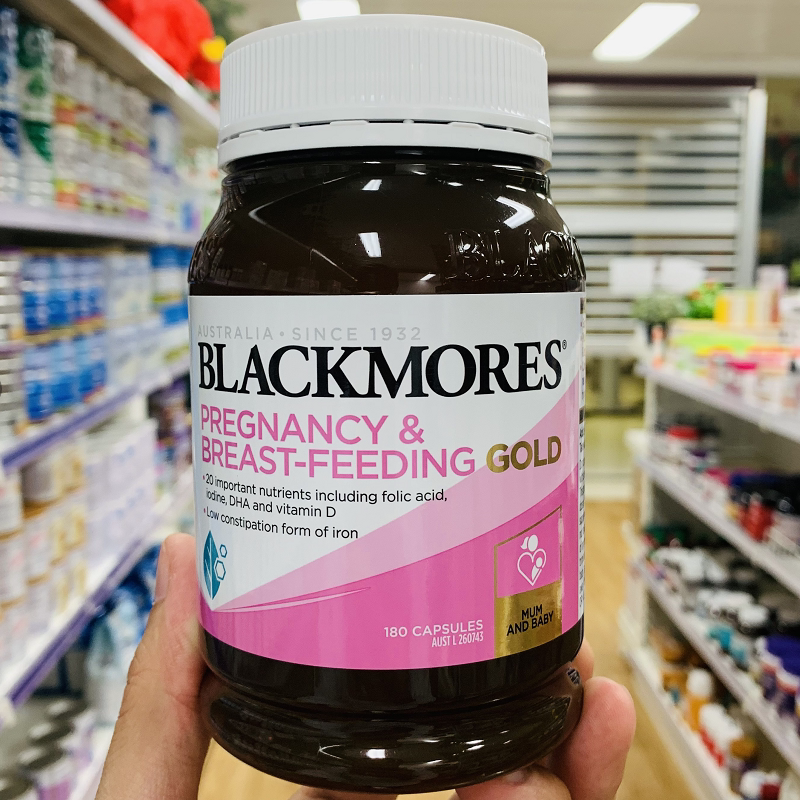 BLAC
AUSTRALIA • SINCE 1932
BLACKMORES®
PREGNANCY &
BREAST-FEEDING GOLD
• 20 important nutrients including folic acid,
iodine, DHA and vitamin D
• Low constipation form of iron
MUM
AND BABY
180 CAPSULES
AUST L 260743